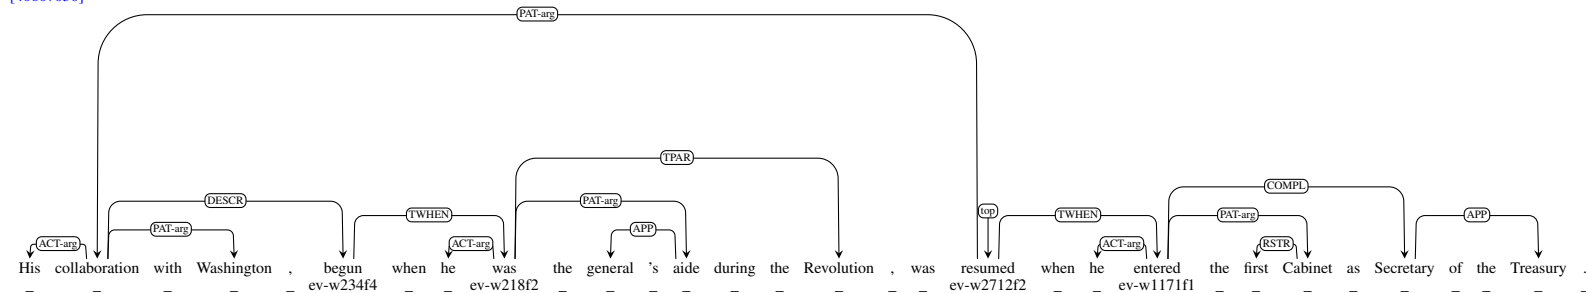 PAT-arg
TPAR
COMPL
DESCR PAT-arg
top
TWHEN TWHEN PAT-arg APP
PAT-arg APP
ACT-arg ACT-arg ACT-arg RSTR
His collaboration with Washington , begun when he was the general 's aide during the Revolution , was resumed when he entered the first Cabinet as Secretary of the Treasury .
_ _ _ _ _ ev-w234f4 _ _ ev-w218f2 _ _ _ _ _ _ _ _ _ ev-w2712f2 _ _ ev-w1171f1 _ _ _ _ _ _ _ _ _